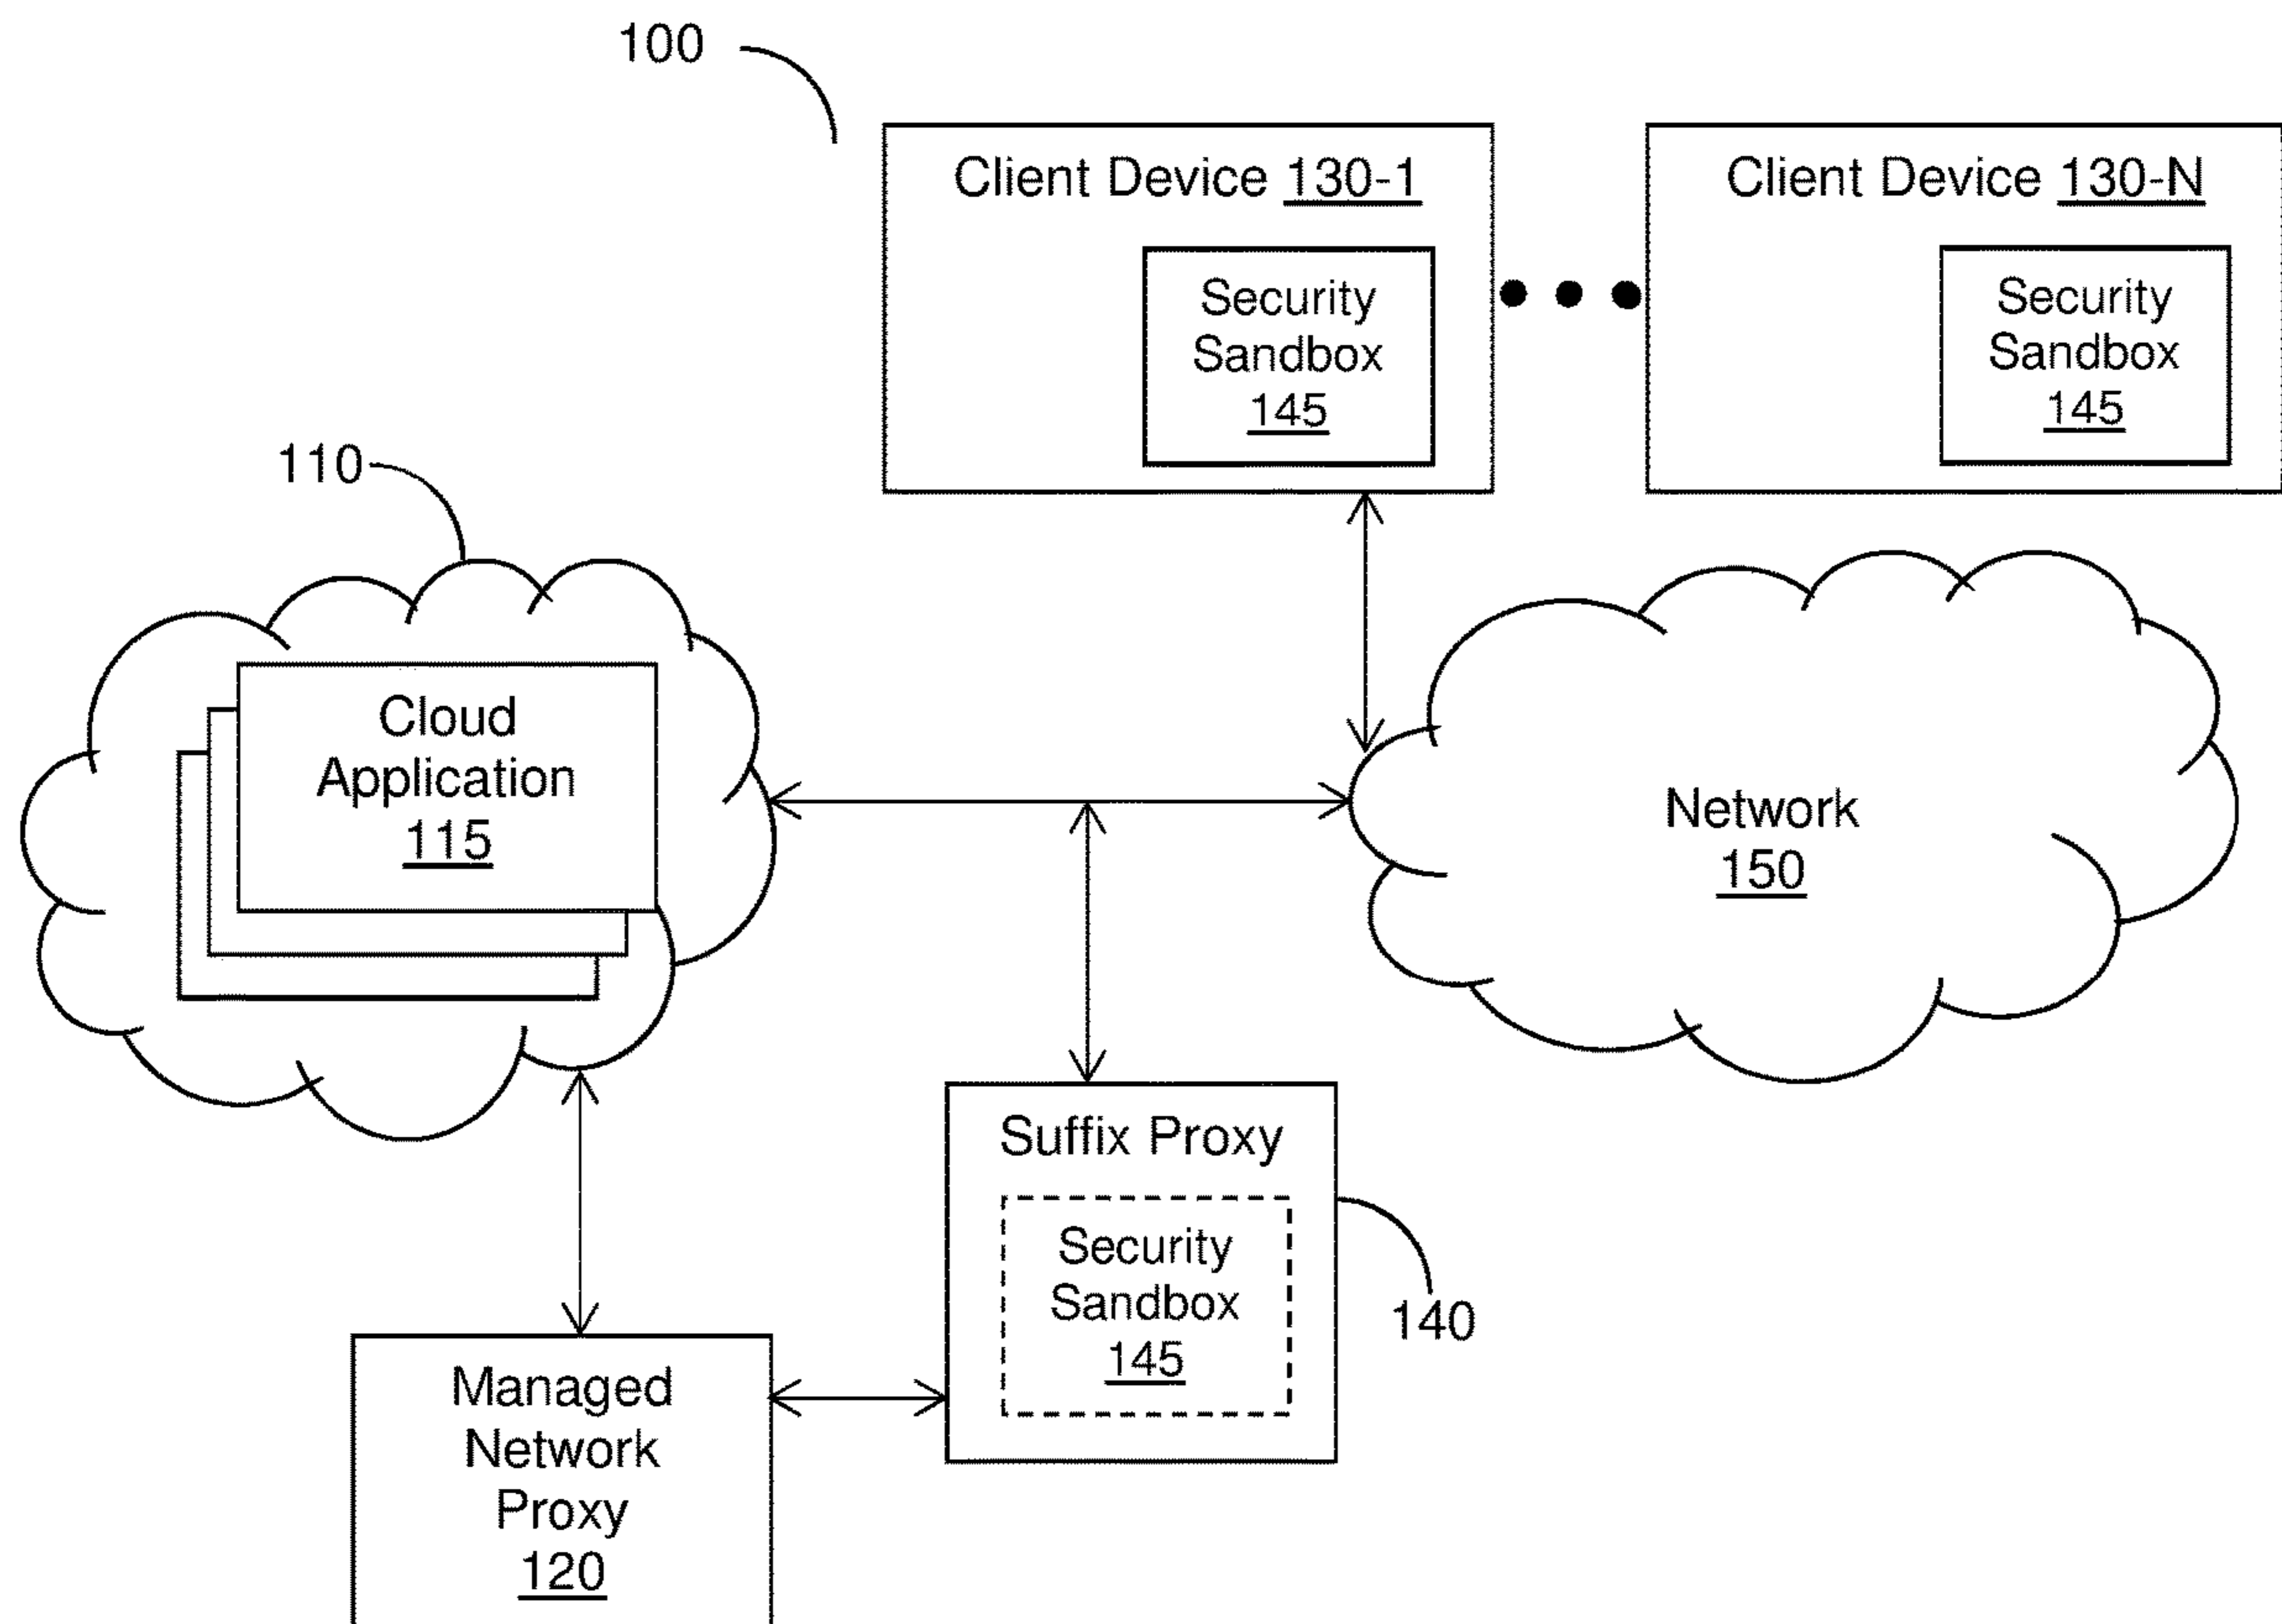 100
Client Device 130-1
Security
Sandbox
145
Client Device 130-N
Security
Sandbox
145
110
Cloud
Application
115
Network
150
Suffix Proxy
Security
Sandbox
145
140
Managed
Network
Proxy
120